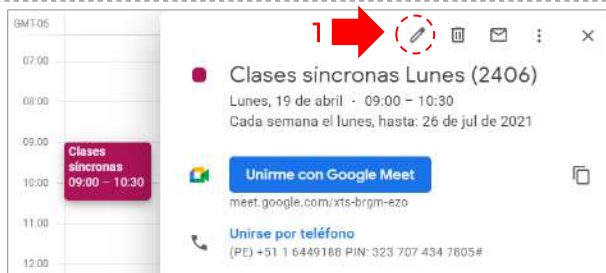 GMT-05
1
07:00
Clases síncronas Lunes (2406)
Lunes, 19 de abril · 09:00 – 10:30
08:00
Cada semana el lunes, hasta: 26 de jul de 2021
09:00
Clases
síncronas
09:00 – 10:30
10:00
Unirme con Google Meet
meet.google.com/xts-brgm-ezo
11:00
Unirse por teléfono
(PE) +51 1 6449188 PIN: 323 707 434 7805#
12:00